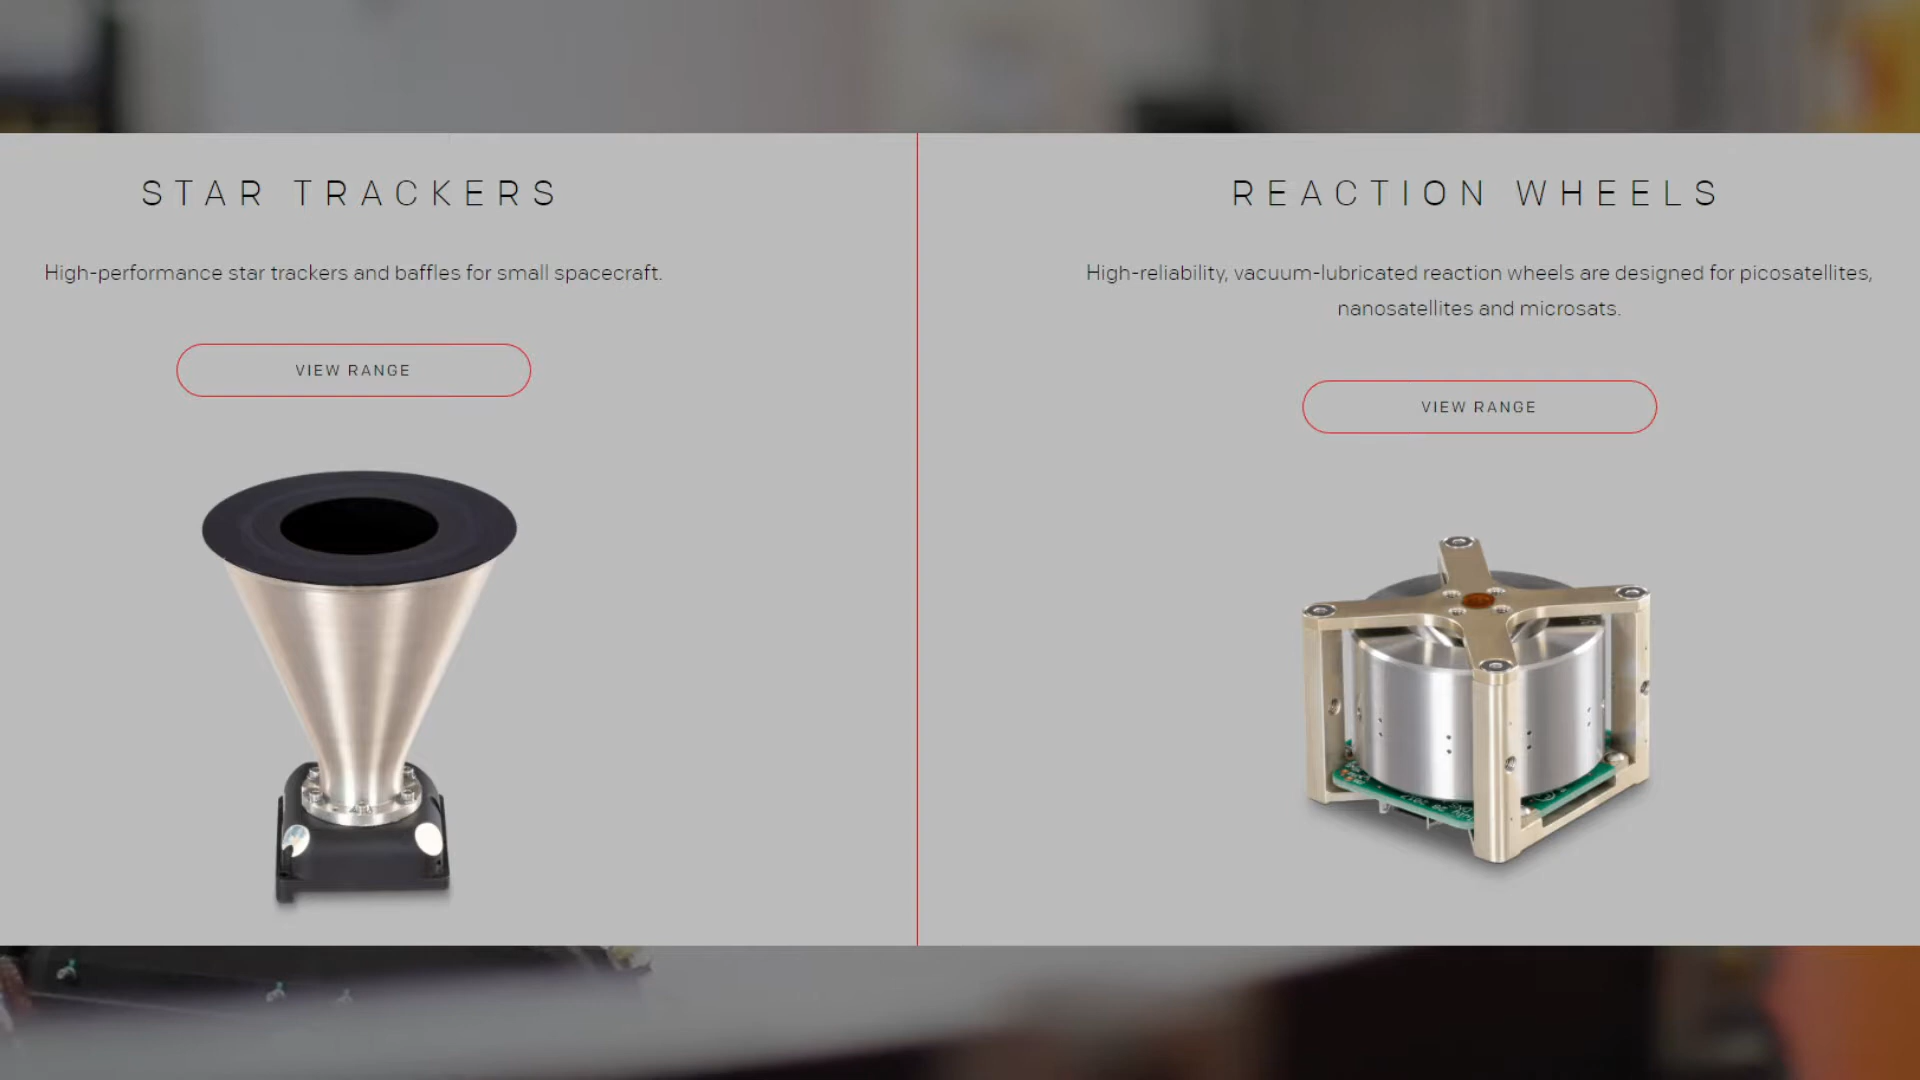 STAR TRACKERS
High-performance star trackers and baffles for small spacecraft.
VIEW RANGE
REACTION WHEELS
High-reliability, vacuum-lubricated reaction wheels are designed for picosatellites,
nanosatellites and microsats.
VIEW RANGE